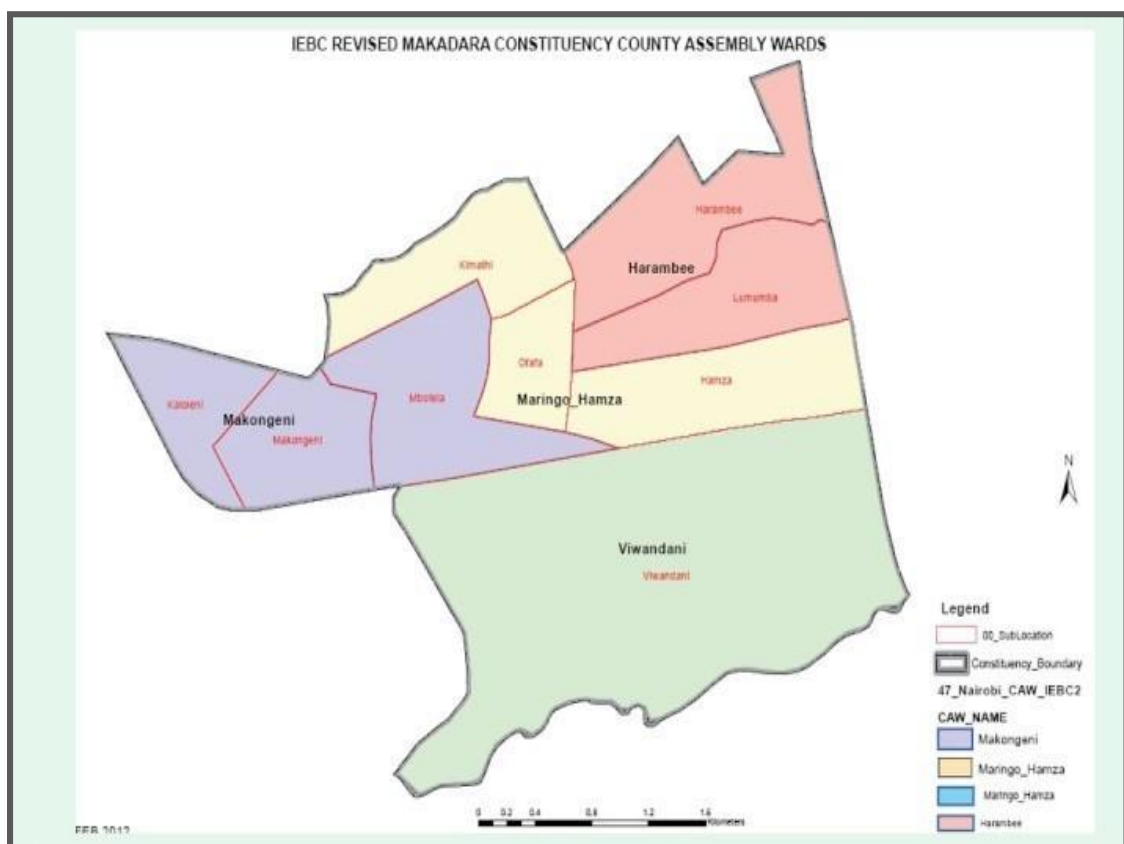 IEBC REVISED MAKADARA CONSTITUENCY COUNTY ASSEMBLY WARDS
Harambee
Harambee
Kimathi
Lumumba
Ofafa
Hamza
Mbotela
Maringo_Hamza
Kaloleni
Makongeni
Makongeni
N
Viwandani
Viwandani
Legend
00_SubLocation
Constituency_Boundary
47_Nairobi_CAW_IEBC2
CAW_NAME
Makongeni
Maringo_Hamza
Maringo_Hamza
Harambee
0 0.2 0.4 0.8 1.2 1.6
Kilometers
FEB 2012